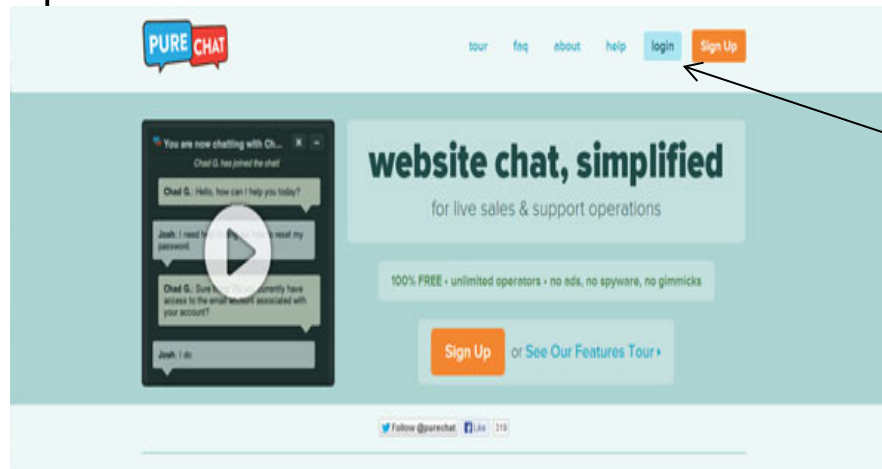 PURE CHAT
tour faq about help login Sign Up
You are now chatting with Ch...
Chad G. has joined the chat!
Chad G.: Hello, how can I help you today?
Josh: I need reset my
password.
Chad G.: Sure currently have
access to the email account associated with
your account?
Josh: I do
website chat, simplified
for live sales & support operations
100% FREE • unlimited operators • no ads, no spyware, no gimmicks
Sign Up or See Our Features Tour
Follow @purechat Like 319